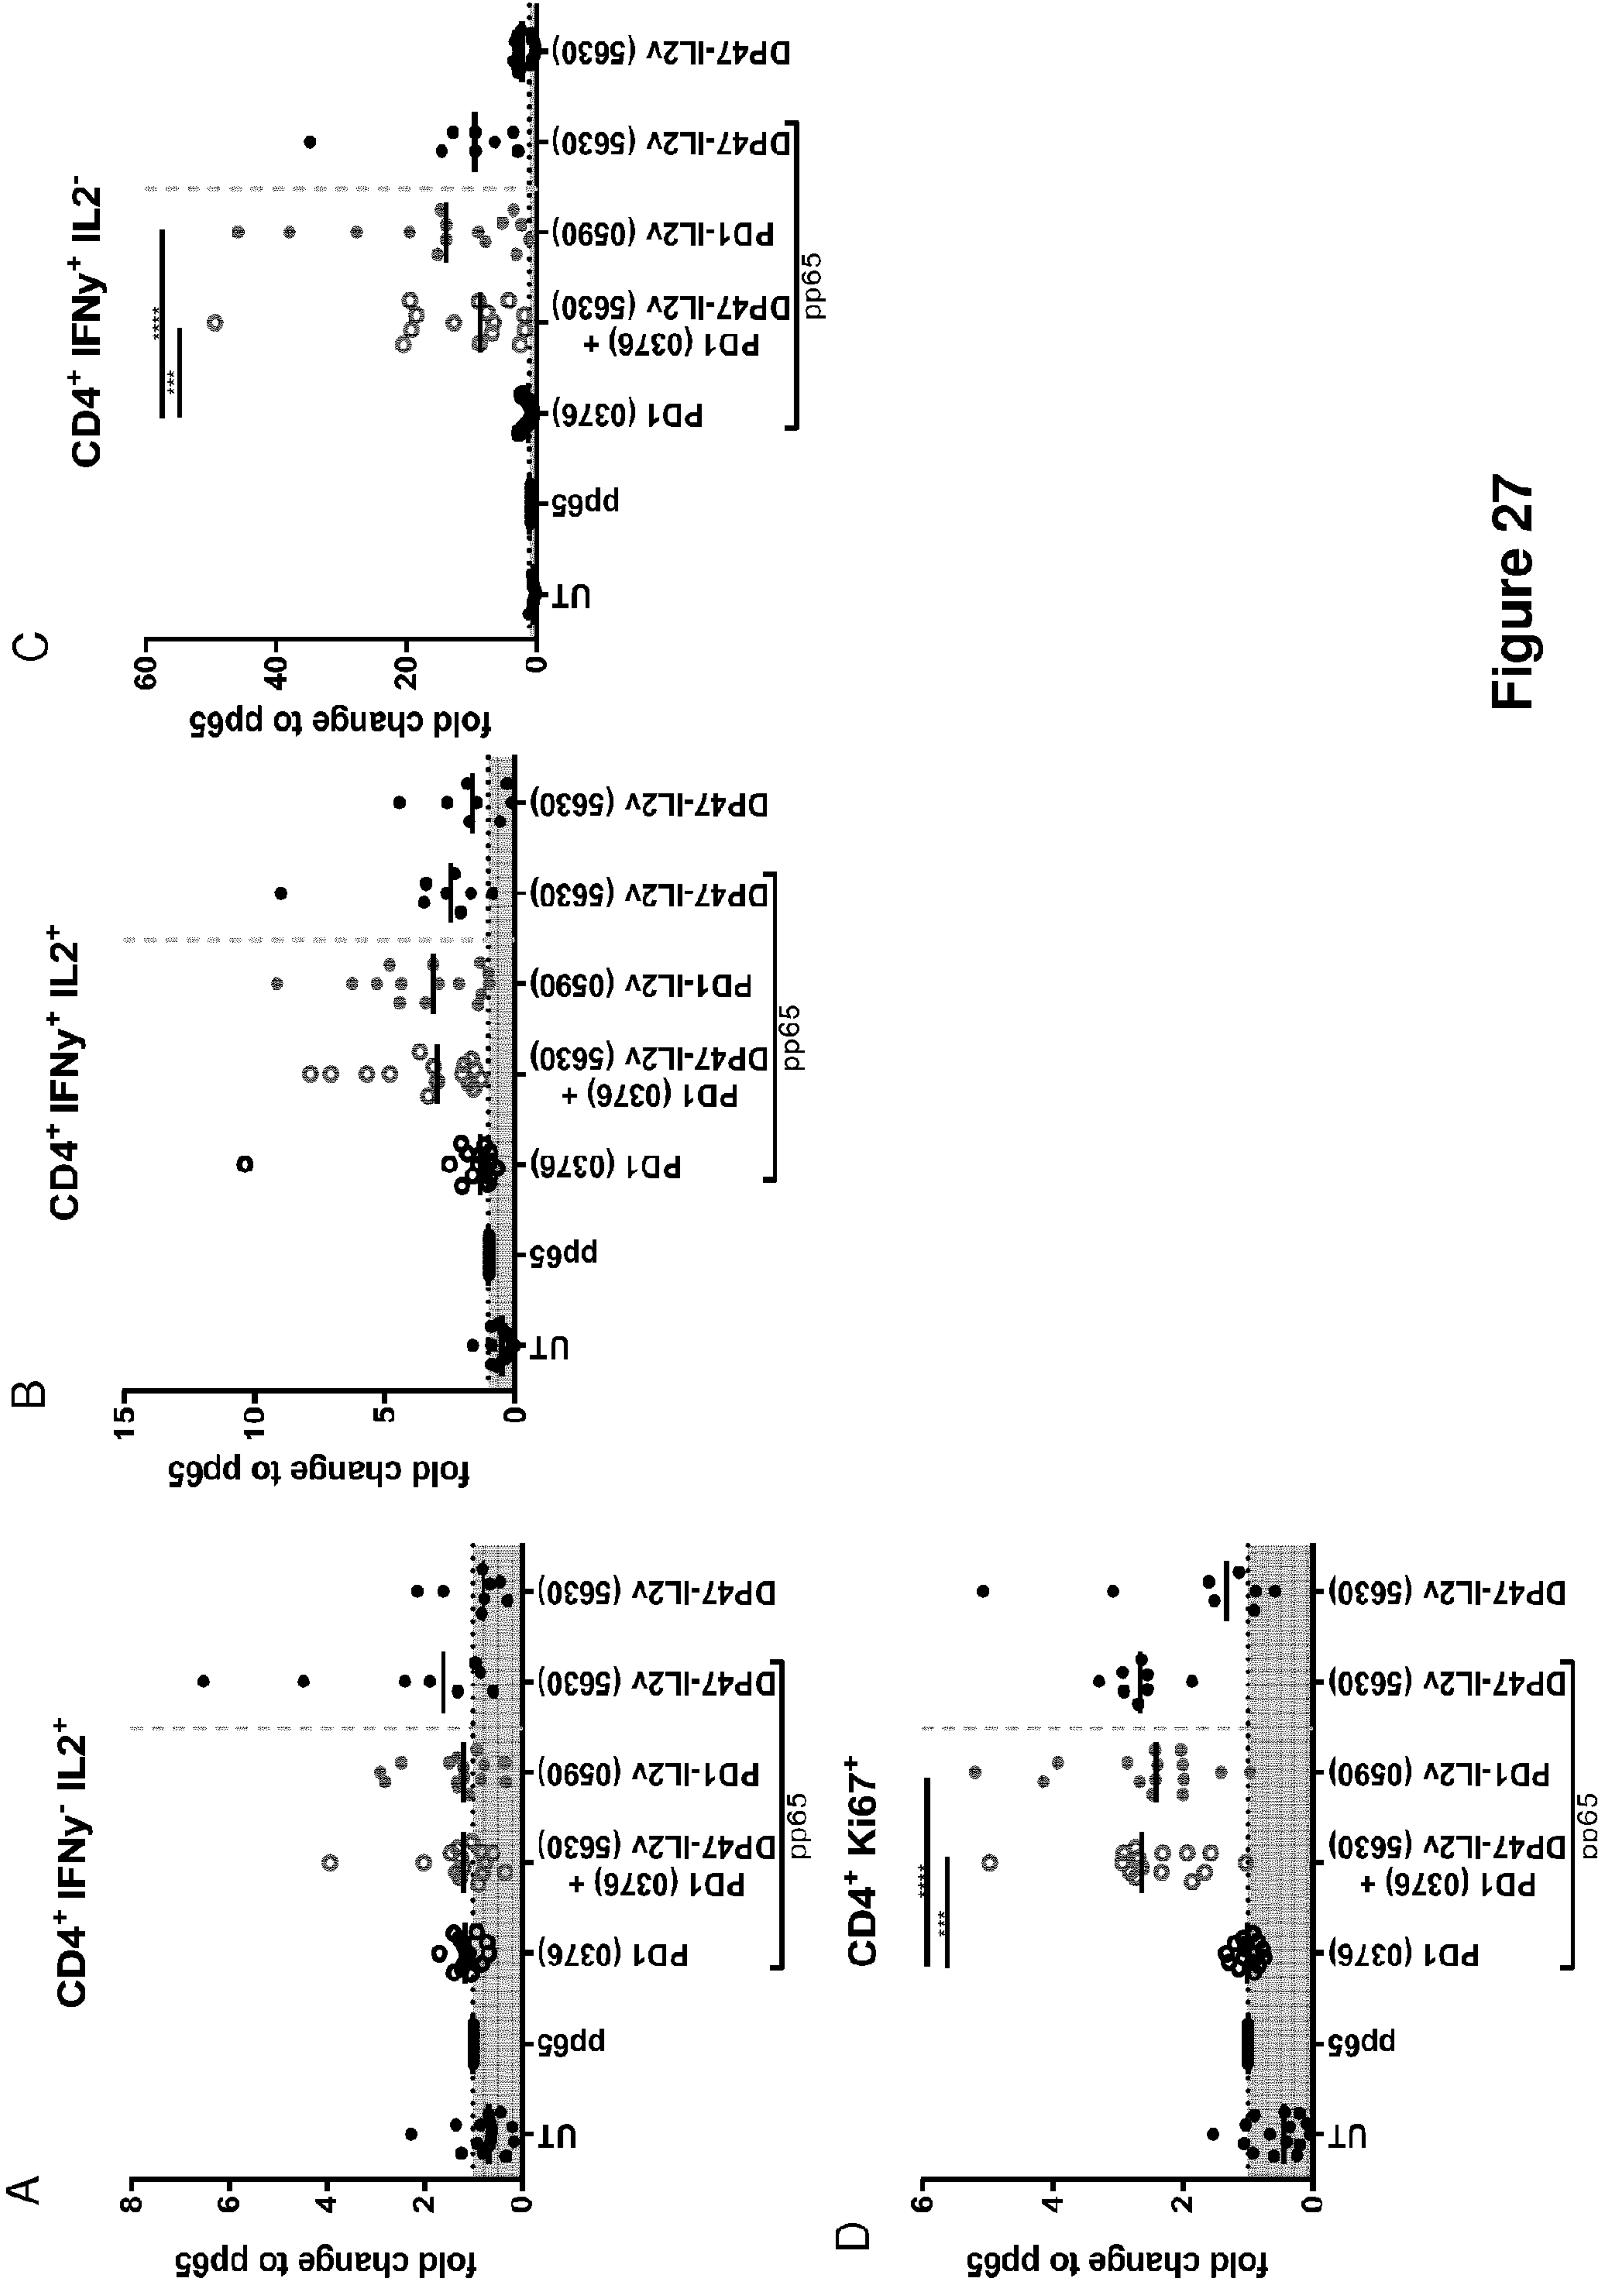 A
CD4+ IFNy- IL2+
fold change to pp65
8
6
4
2
0
UT
pp65
PD1 (0376)
PD1 (0376) +
DP47-IL2v (5630)
PD1-IL2v (0590)
DP47-IL2v (5630)
DP47-IL2v (5630)
pp65
B
CD4+ IFNy+ IL2+
fold change to pp65
15
10
5
0
UT
pp65
PD1 (0376)
PD1 (0376) +
DP47-IL2v (5630)
PD1-IL2v (0590)
DP47-IL2v (5630)
DP47-IL2v (5630)
pp65
C
CD4+ IFNy+ IL2-
fold change to pp65
60
40
20
0
****
***
UT
pp65
PD1 (0376)
PD1 (0376) +
DP47-IL2v (5630)
PD1-IL2v (0590)
DP47-IL2v (5630)
DP47-IL2v (5630)
pp65
D
CD4+ Ki67+
fold change to pp65
6
4
2
0
****
***
UT
pp65
PD1 (0376)
PD1 (0376) +
DP47-IL2v (5630)
PD1-IL2v (0590)
DP47-IL2v (5630)
DP47-IL2v (5630)
pp65
Figure 27